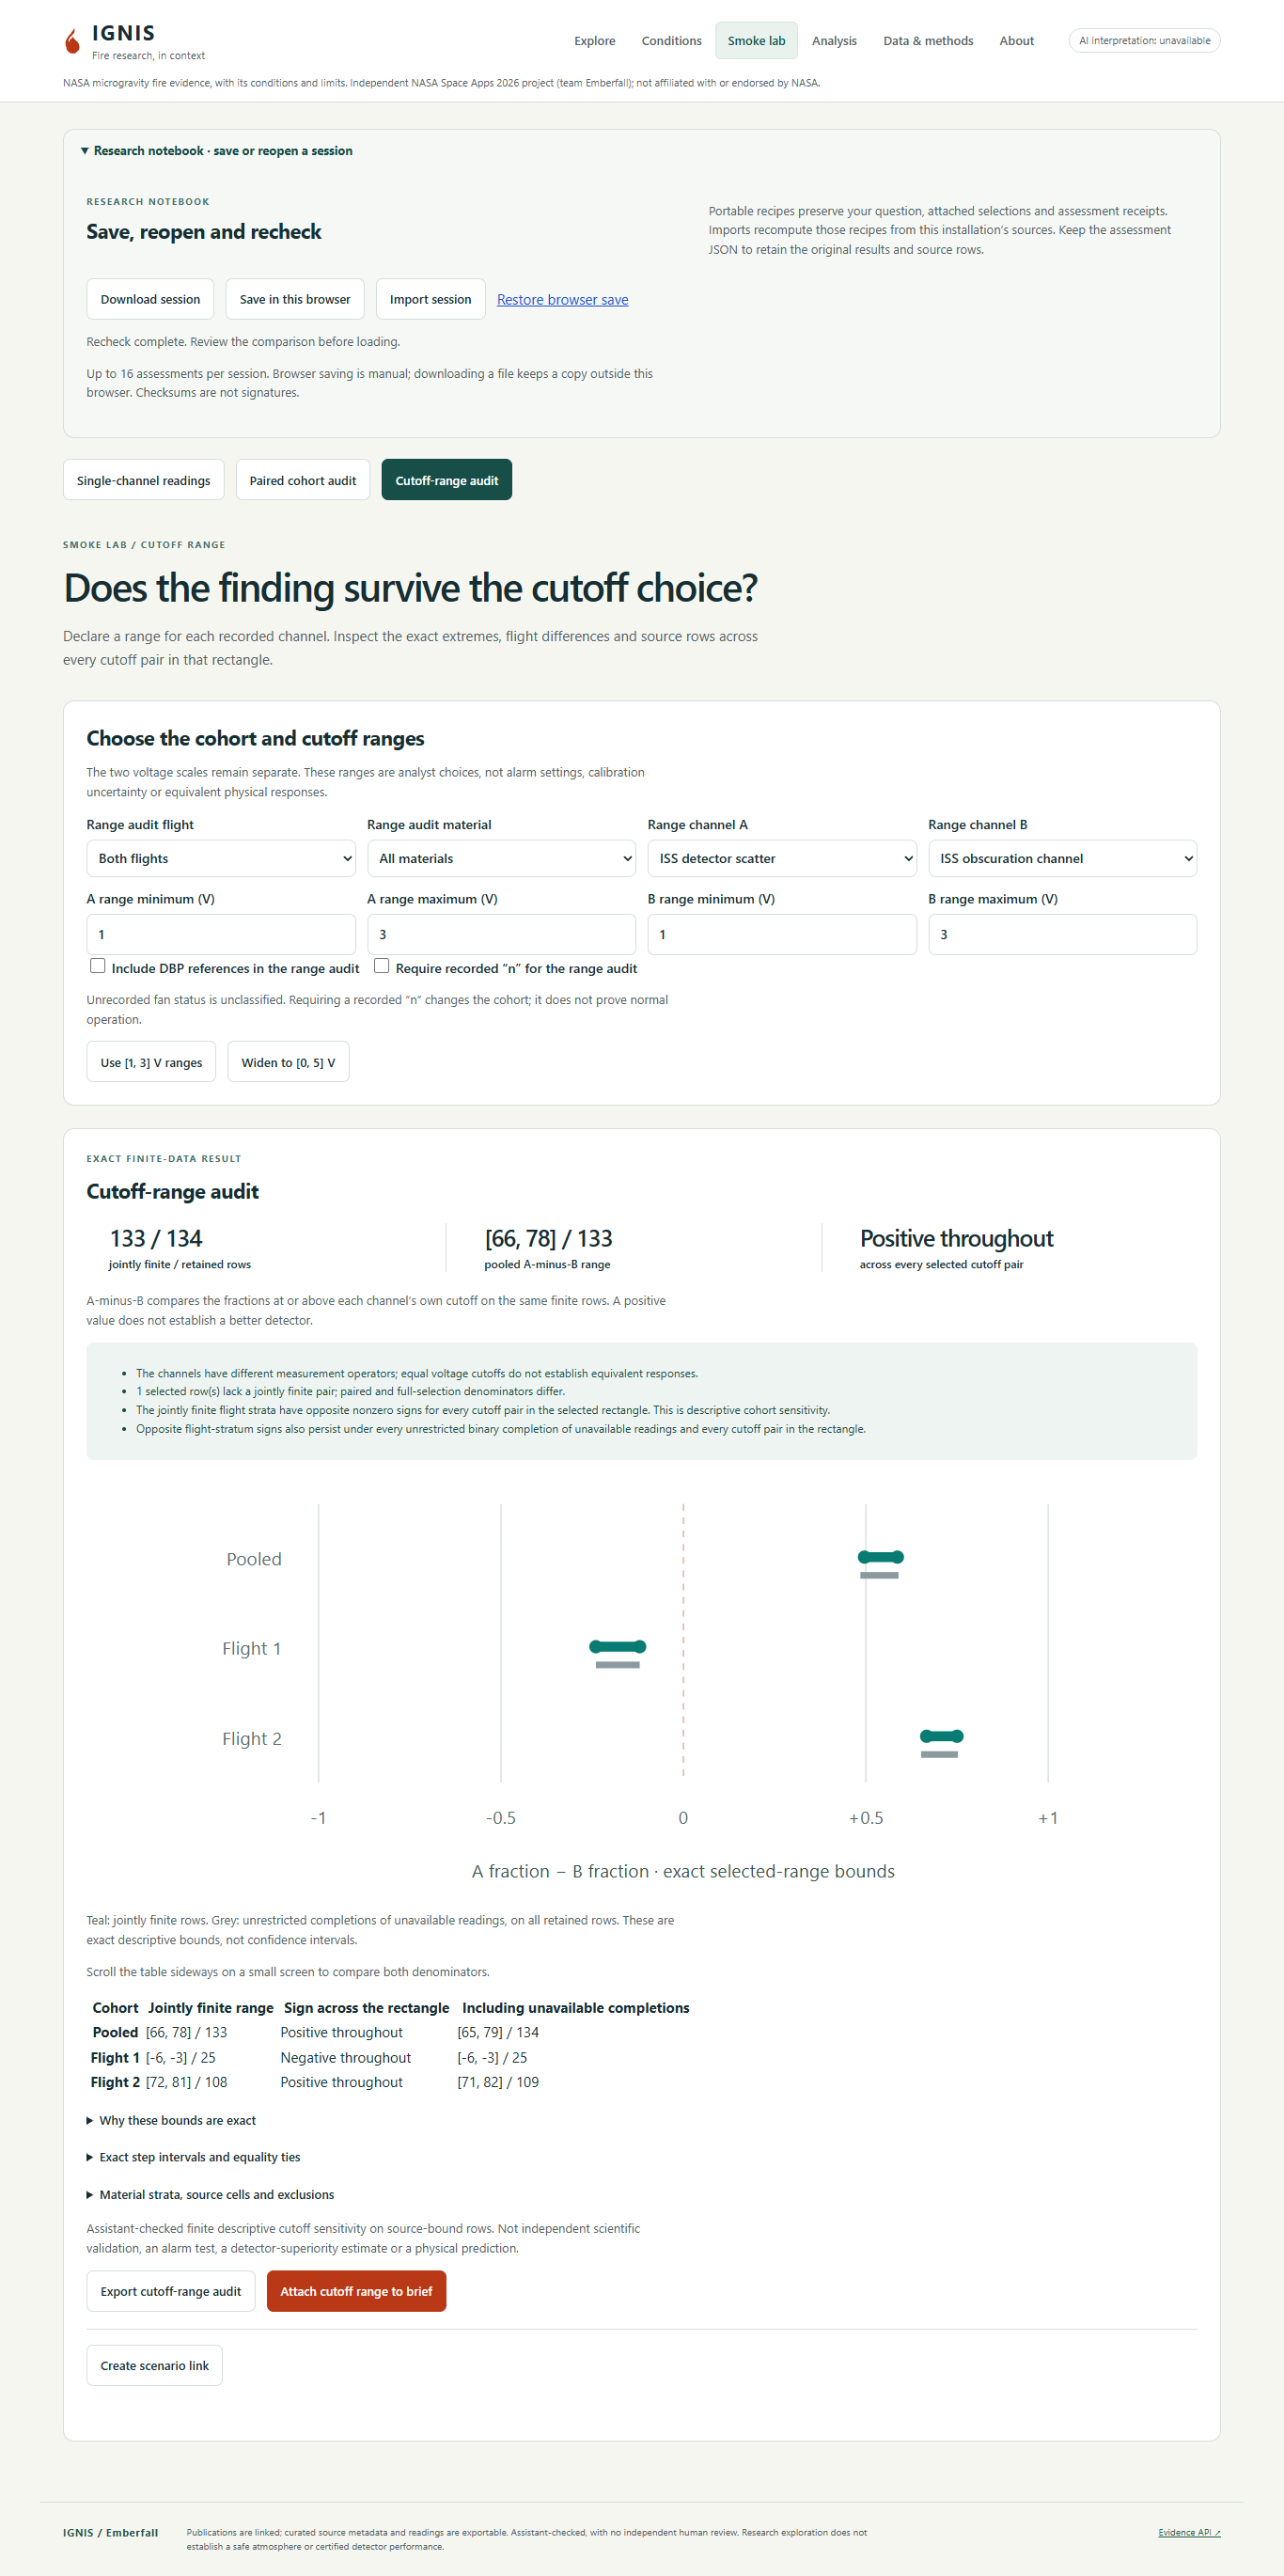 IGNIS
Fire research, in context
Explore
Conditions
Smoke lab
Analysis
Data & methods
About
AI interpretation: unavailable
NASA microgravity fire evidence, with its conditions and limits. Independent NASA Space Apps 2026 project (team Emberfall); not affiliated with or endorsed by NASA.
▼ Research notebook · save or reopen a session
RESEARCH NOTEBOOK
Save, reopen and recheck
Portable recipes preserve your question, attached selections and assessment receipts.
Imports recompute those recipes from this installation's sources. Keep the assessment
JSON to retain the original results and source rows.
Download session
Save in this browser
Import session
Restore browser save
Recheck complete. Review the comparison before loading.
Up to 16 assessments per session. Browser saving is manual; downloading a file keeps a copy outside this
browser. Checksums are not signatures.
Single-channel readings
Paired cohort audit
Cutoff-range audit
SMOKE LAB / CUTOFF RANGE
Does the finding survive the cutoff choice?
Declare a range for each recorded channel. Inspect the exact extremes, flight differences and source rows across
every cutoff pair in that rectangle.
Choose the cohort and cutoff ranges
The two voltage scales remain separate. These ranges are analyst choices, not alarm settings, calibration
uncertainty or equivalent physical responses.
Range audit flight
Range audit material
Range channel A
Range channel B
Both flights
All materials
ISS detector scatter
ISS obscuration channel
A range minimum (V)
A range maximum (V)
B range minimum (V)
B range maximum (V)
1
3
1
3
Include DBP references in the range audit
Require recorded “n” for the range audit
Unrecorded fan status is unclassified. Requiring a recorded “n” changes the cohort; it does not prove normal
operation.
Use [1, 3] V ranges
Widen to [0, 5] V
EXACT FINITE-DATA RESULT
Cutoff-range audit
133 / 134
jointly finite / retained rows
[66, 78] / 133
pooled A-minus-B range
Positive throughout
across every selected cutoff pair
A-minus-B compares the fractions at or above each channel's own cutoff on the same finite rows. A positive
value does not establish a better detector.
• The channels have different measurement operators; equal voltage cutoffs do not establish equivalent responses.
• 1 selected row(s) lack a jointly finite pair; paired and full-selection denominators differ.
• The jointly finite flight strata have opposite nonzero signs for every cutoff pair in the selected rectangle. This is descriptive cohort sensitivity.
• Opposite flight-stratum signs also persist under every unrestricted binary completion of unavailable readings and every cutoff pair in the rectangle.
Pooled
Flight 1
Flight 2
-1
-0.5
0
+0.5
+1
A fraction − B fraction · exact selected-range bounds
Teal: jointly finite rows. Grey: unrestricted completions of unavailable readings, on all retained rows. These are
exact descriptive bounds, not confidence intervals.
Scroll the table sideways on a small screen to compare both denominators.
Cohort Jointly finite range Sign across the rectangle Including unavailable completions
Pooled [66, 78] / 133 Positive throughout [65, 79] / 134
Flight 1 [-6, -3] / 25 Negative throughout [-6, -3] / 25
Flight 2 [72, 81] / 108 Positive throughout [71, 82] / 109
▶ Why these bounds are exact
▶ Exact step intervals and equality ties
▶ Material strata, source cells and exclusions
Assistant-checked finite descriptive cutoff sensitivity on source-bound rows. Not independent scientific
validation, an alarm test, a detector-superiority estimate or a physical prediction.
Export cutoff-range audit
Attach cutoff range to brief
Create scenario link
IGNIS / Emberfall
Publications are linked; curated source metadata and readings are exportable. Assistant-checked, with no independent human review. Research exploration does not
establish a safe atmosphere or certified detector performance.
Evidence API ↗